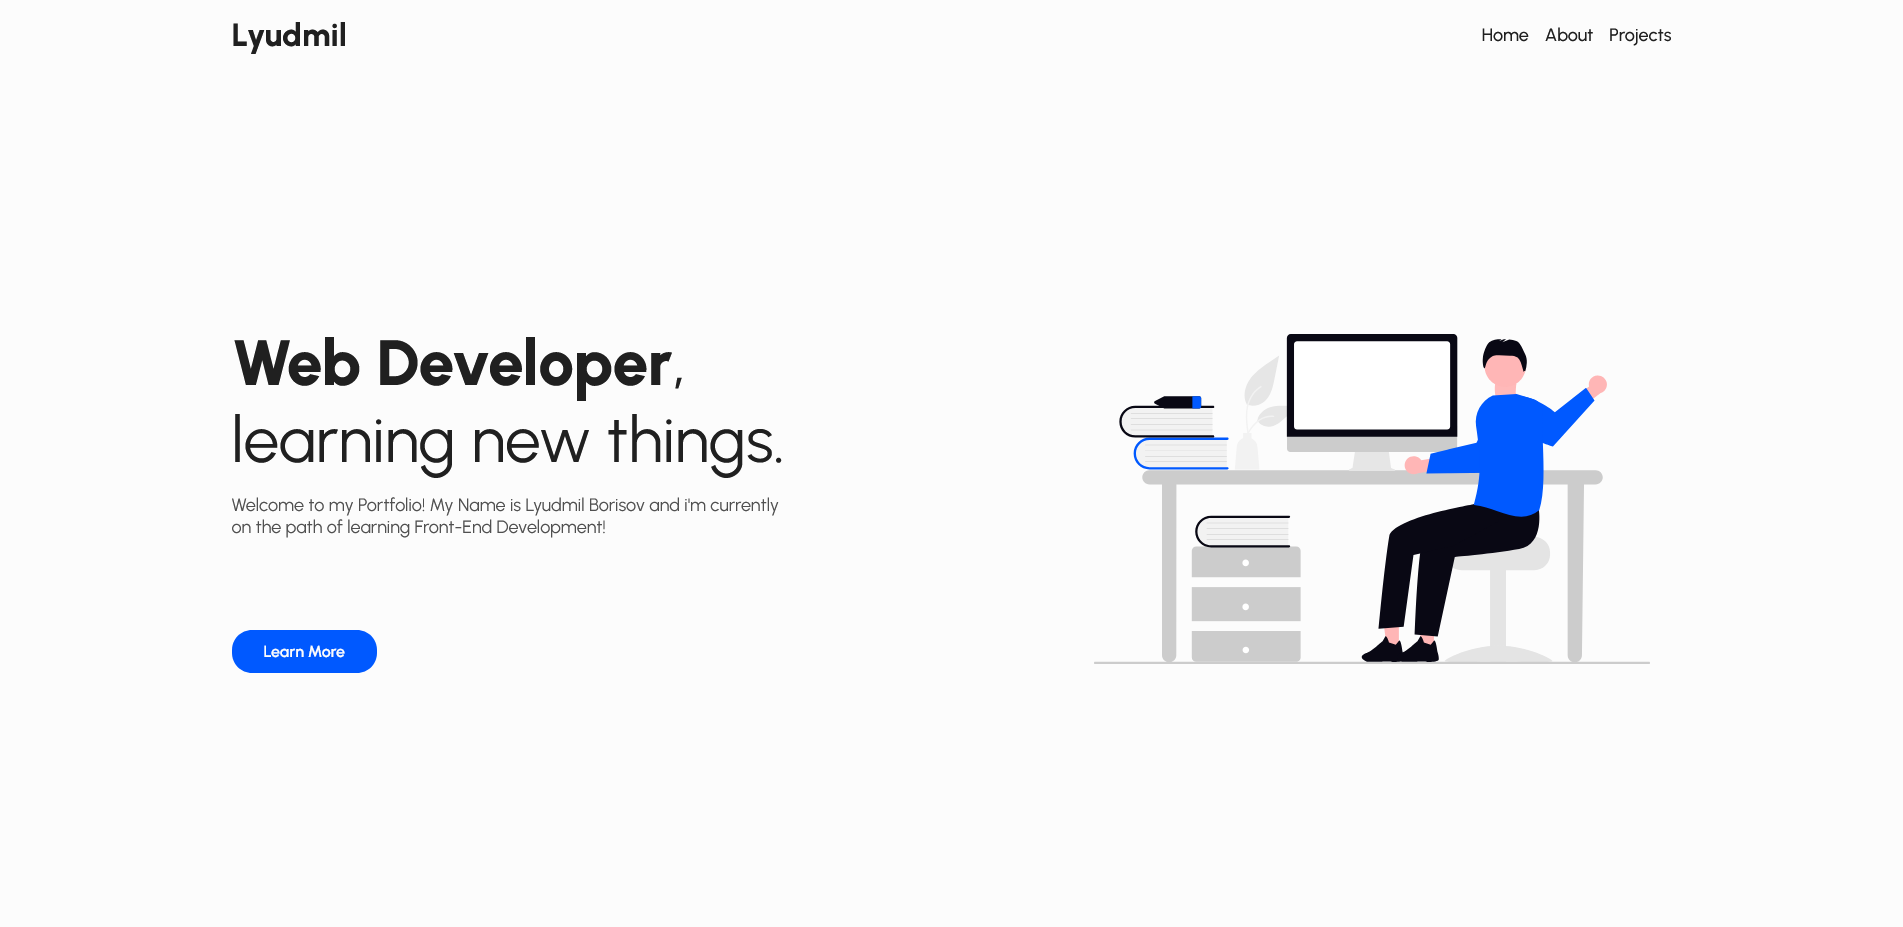 Lyudmil
Home About Projects
Web Developer,
learning new things.
Welcome to my Portfolio! My Name is Lyudmil Borisov and i'm currently
on the path of learning Front-End Development!
Learn More